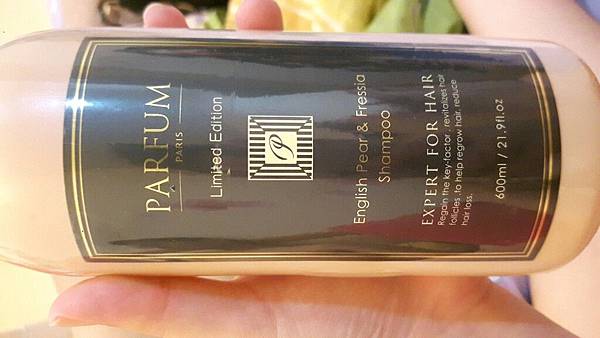 PARFUM
PARIS
Limited Edition
P
English Pear & Fressia
Shampoo
EXPERT FOR HAIR
Regain the key-factor ,revitalizes hair
follicles ,to help regrow hair, reduce
hair loss.
600ml / 21.9fl.oz